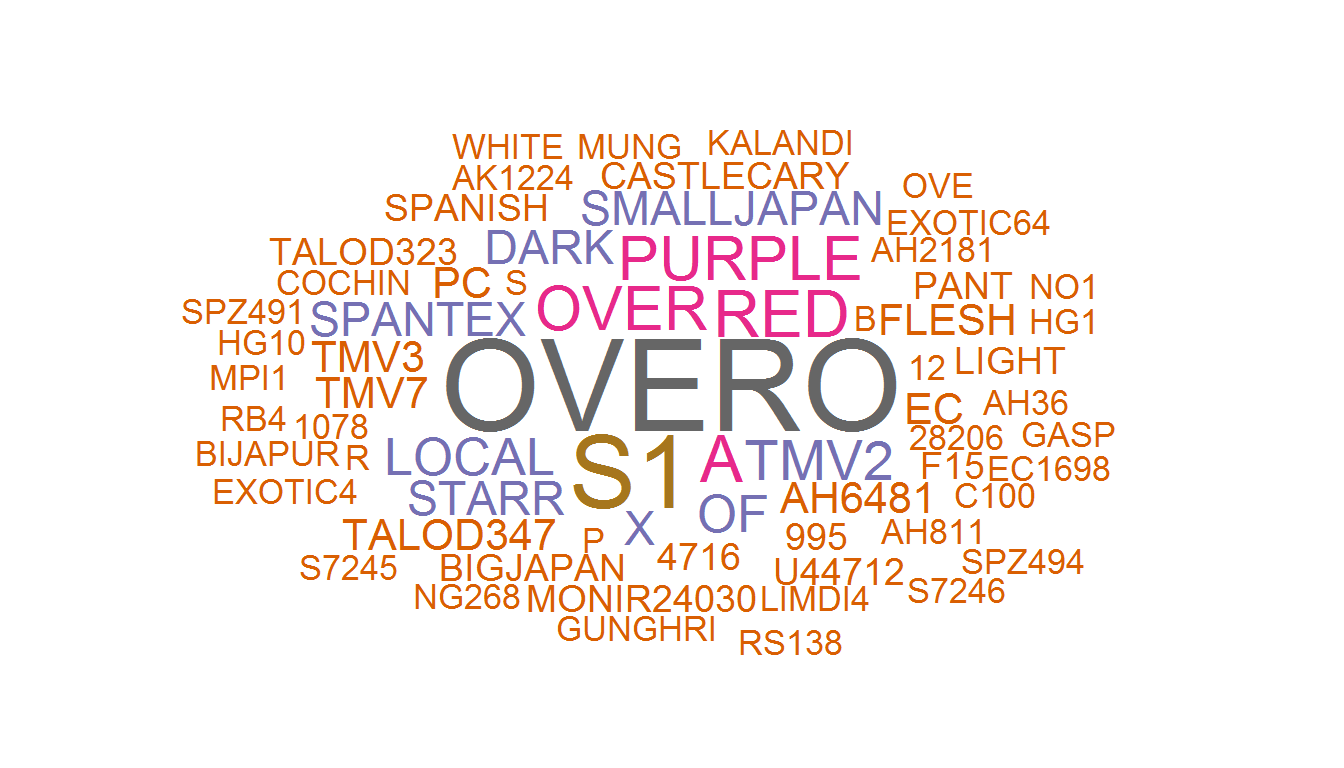 WHITE MUNG KALANDI
AK1224 CASTLECARY OVE
SPANISH SMALLJAPAN EXOTIC64
TALOD323 DARK PURPLE AH2181
COCHIN PC S PANT NO1
SPZ491 SPANTEX OVER RED B FLESH HG1
HG10 TMV3 OVERO 12 LIGHT
MPI1 TMV7 EC AH36
RB4 1078 28206 GASP
BIJAPUR R LOCAL S1 A TMV2 F15 EC1698
EXOTIC4 STARR X OF AH6481 C100
TALOD347 P 4716 995 AH811
S7245 BIGJAPAN U44712 SPZ494
NG268 MONIR24030 LIMDI4 S7246
GUNGHRI RS138